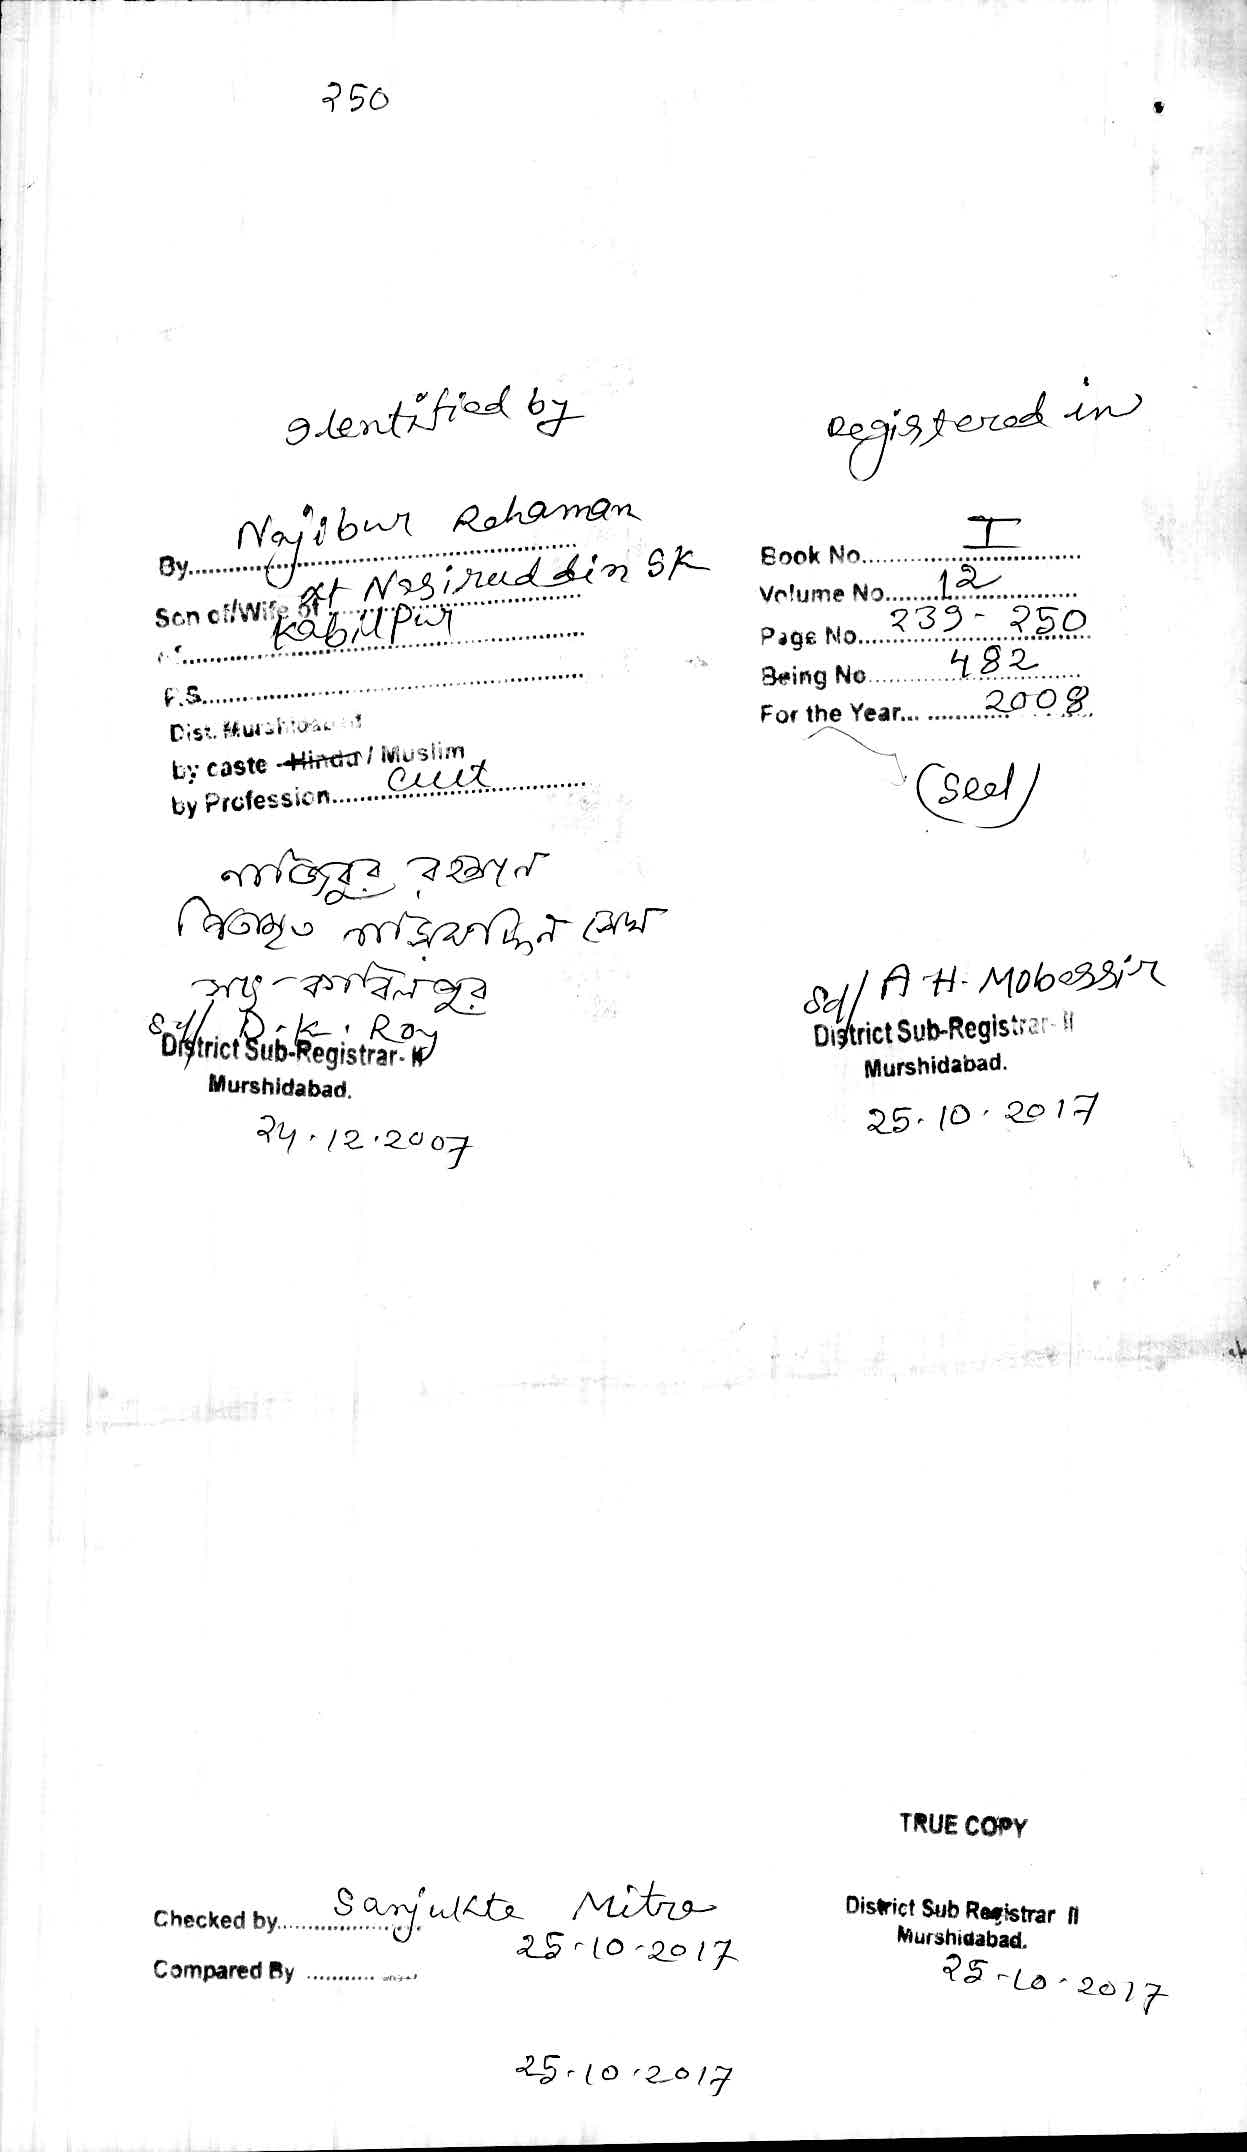 250
Identified by
By........ Najibur Rahaman
Son of/Wife of Lt Nasiruddin SK
of........ Kabilpur
P.S........
Dist. Murshidabad
by caste Hindu / Muslim
by Profession........ Cult
নাজিবুর রহমান
পিতামৃত নাসিরুদ্দিন সেখ
সাং - কাবিলপুর
Sd/ D. K. Roy
District Sub-Registrar- II
Murshidabad.
24.12.2007
Registered in
Book No........ I
Volume No........ 12
Page No........ 239 - 250
Being No........ 482
For the Year........ 2008
(Seal)
Sd/ A H. Mobassir
District Sub-Registrar- II
Murshidabad.
25.10.2017
TRUE COPY
District Sub Registrar II
Murshidabad.
25-10-2017
Checked by........ Sanjukta Mitra
25-10-2017
Compared By ........
25-10-2017